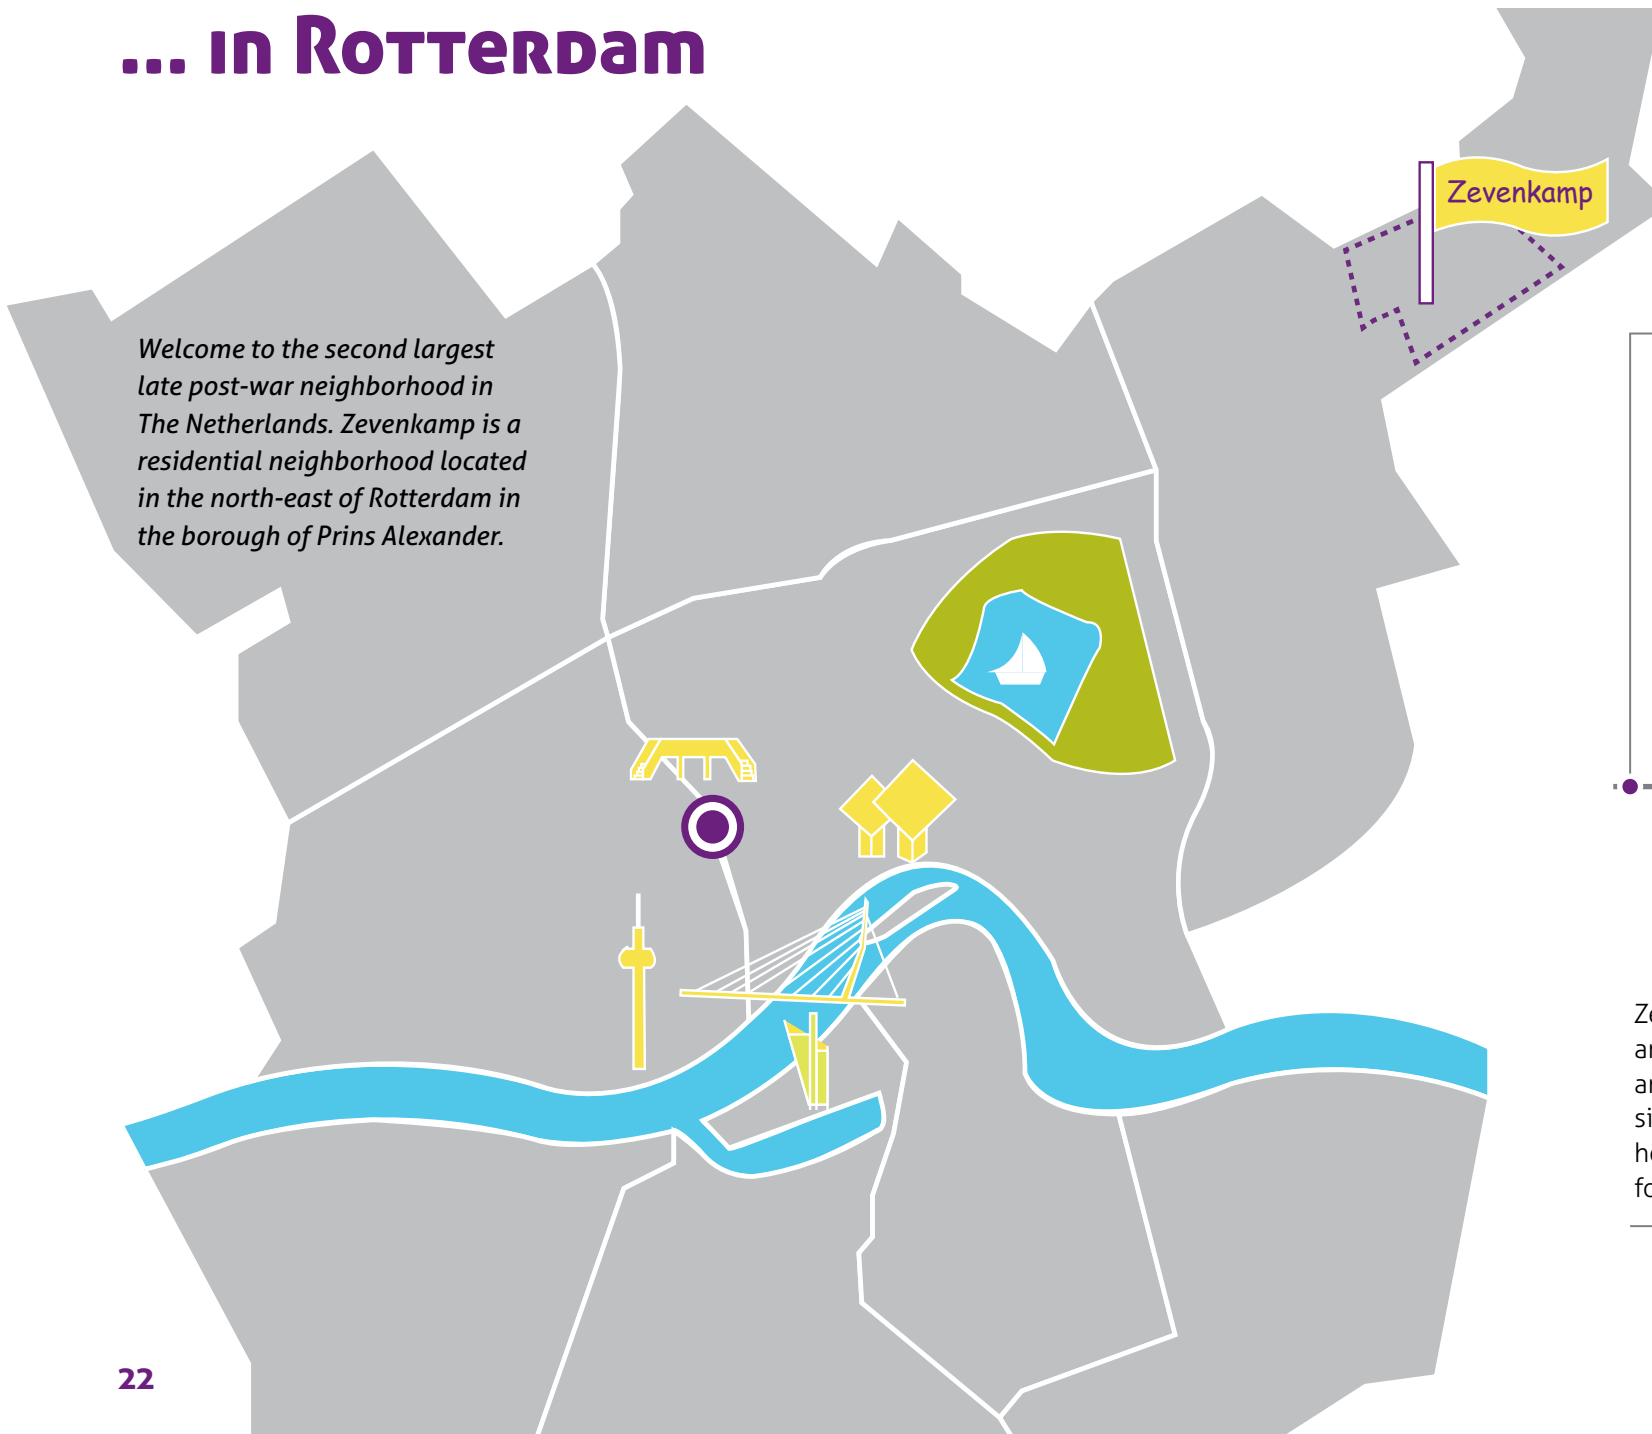 ... in Rotterdam
Zevenkamp
Welcome to the second largest
late post-war neighborhood in
The Netherlands. Zevenkamp is a
residential neighborhood located
in the north-east of Rotterdam in
the borough of Prins Alexander.
22